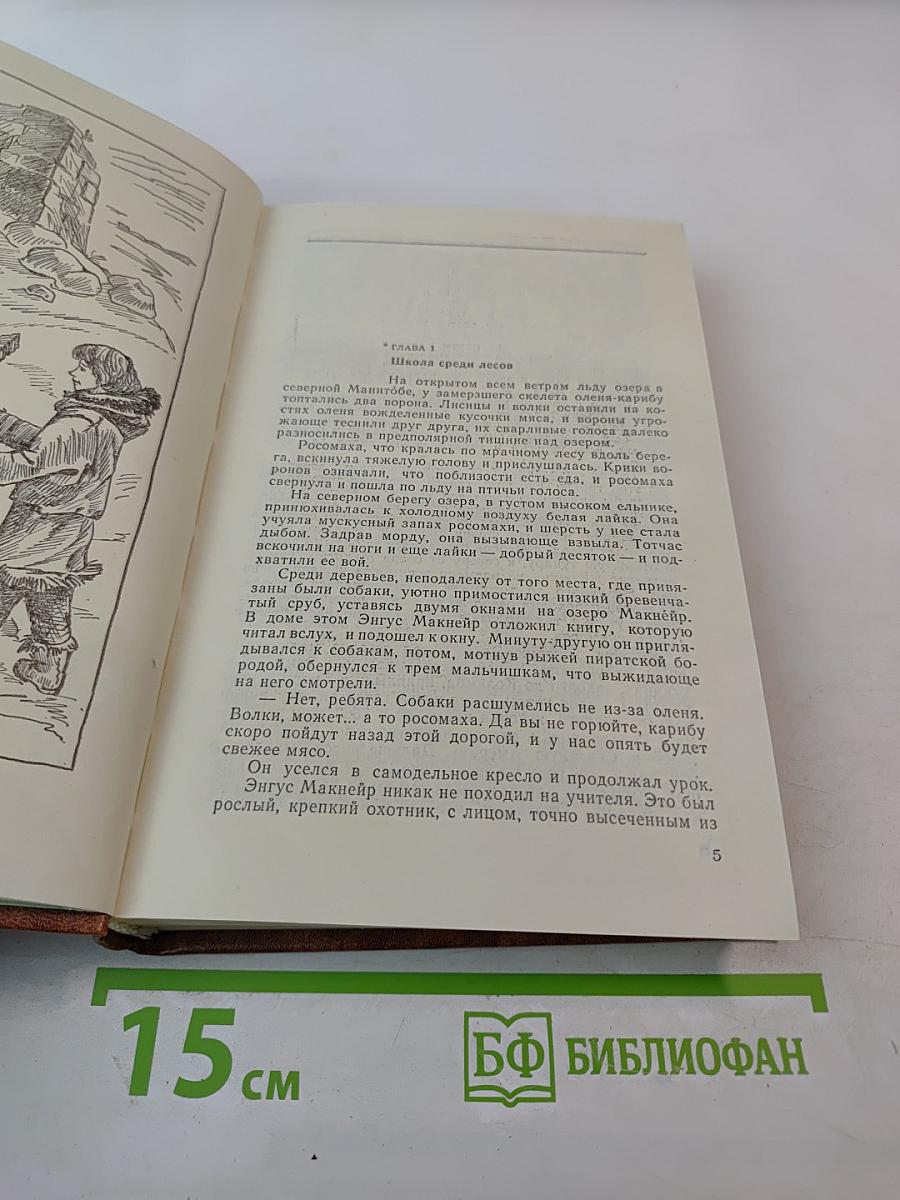 * ГЛАВА 1
Школа среди лесов
На открытом всем ветрам льду озера в
северной Манито́бе, у замерзшего скелета оленя-карибу
топтались два ворона. Лисицы и волки оставили на ко-
стях оленя вожделенные кусочки мяса, и вороны угро-
жающе теснили друг друга, их сварливые голоса далеко
разносились в предполярной тишине над озером.
Росомаха, что кралась по мрачному лесу вдоль бере-
га, вскинула тяжелую голову и прислушалась. Крики во-
ронов означали, что поблизости есть еда, и росомаха
свернула и пошла по льду на птичьи голоса.
На северном берегу озера, в густом высоком ельнике,
принюхивалась к холодному воздуху белая лайка. Она
учуяла мускусный запах росомахи, и шерсть у нее стала
дыбом. Задрав морду, она вызывающе взвыла. Тотчас
вскочили на ноги и еще лайки — добрый десяток — и под-
хватили ее вой.
Среди деревьев, неподалеку от того места, где привя-
заны были собаки, уютно примостился низкий бревенча-
тый сруб, уставясь двумя окнами на озеро Макне́йр.
В доме этом Энгус Макнейр отложил книгу, которую
читал вслух, и подошел к окну. Минуту-другую он пригля-
дывался к собакам, потом, мотнув рыжей пиратской бо-
родой, обернулся к трем мальчишкам, что выжидающе
на него смотрели.
— Нет, ребята. Собаки расшумелись не из-за оленя.
Волки, может... а то росомаха. Да вы не горюйте, карибу
скоро пойдут назад этой дорогой, и у нас опять будет
свежее мясо.
Он уселся в самодельное кресло и продолжал урок.
Энгус Макнейр никак не походил на учителя. Это был
рослый, крепкий охотник, с лицом, точно высеченным из
5
15 см
БФ БИБЛИОФАН